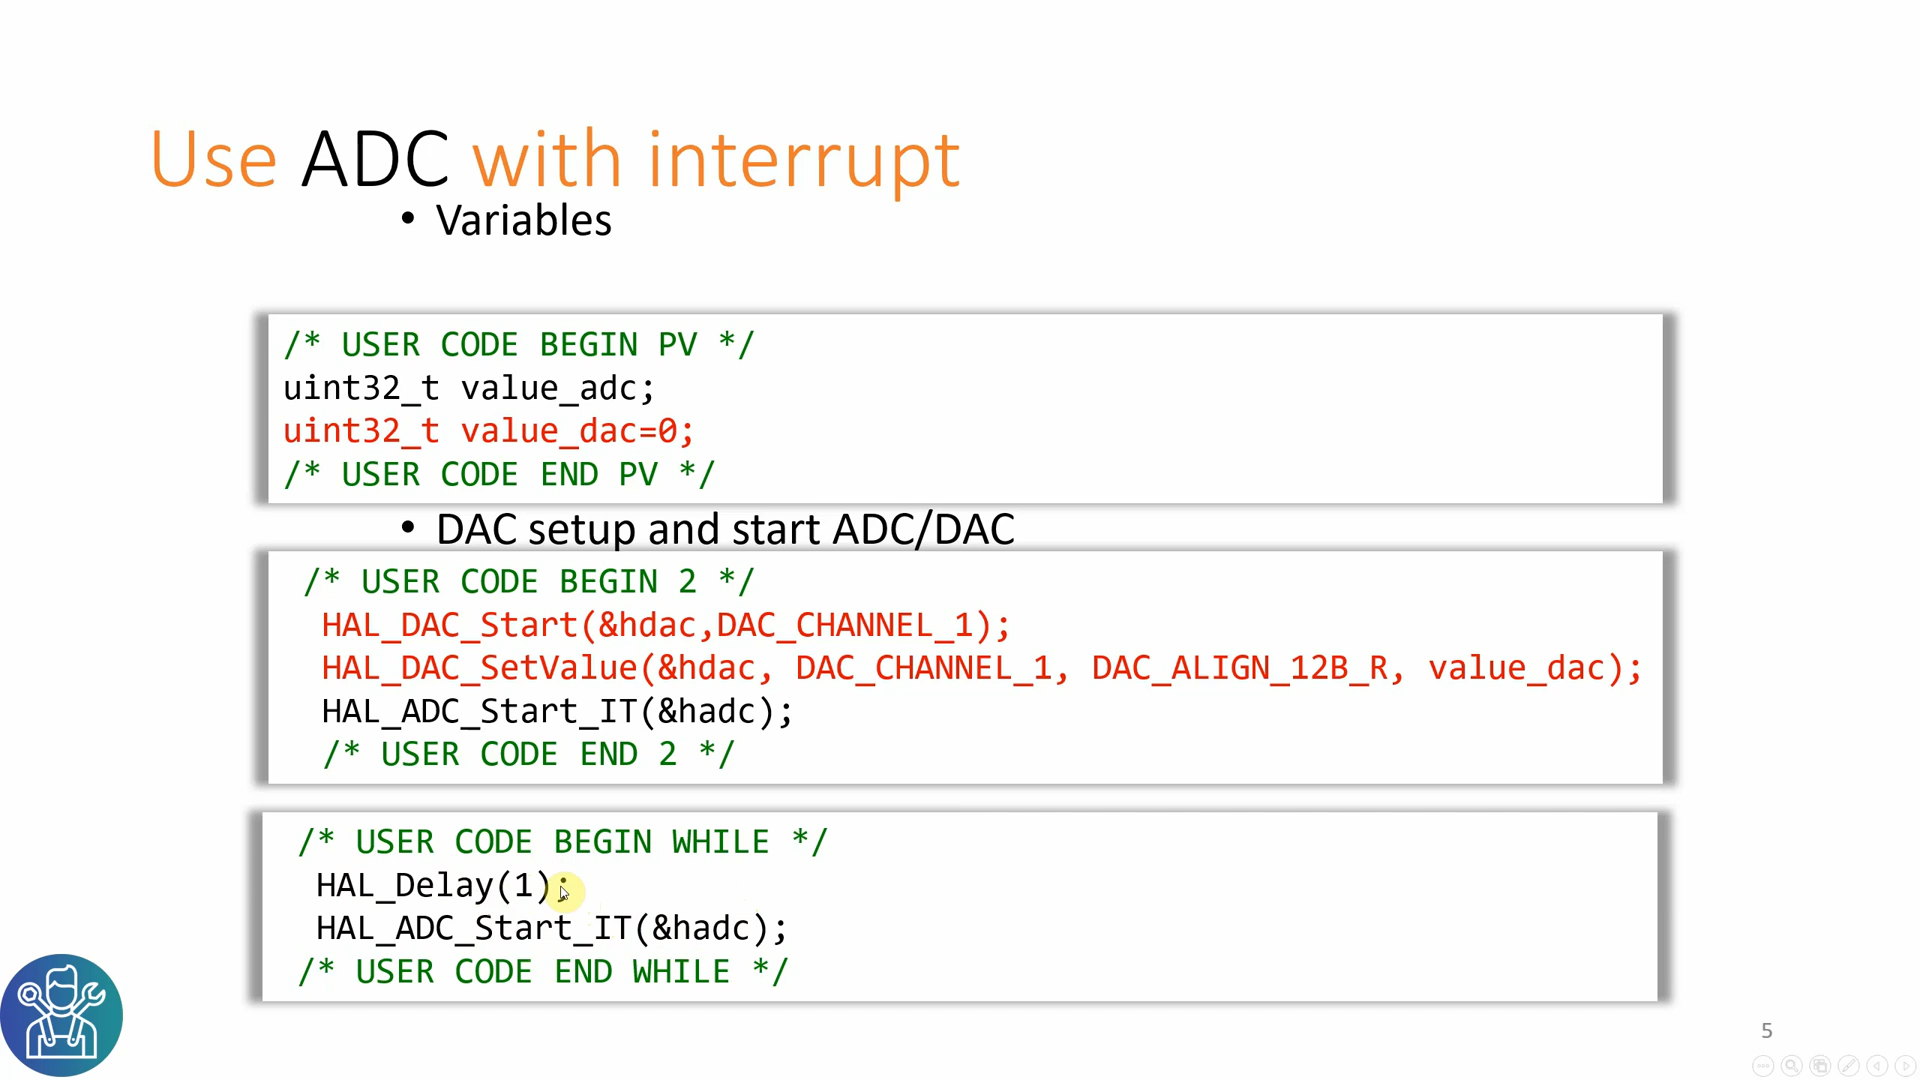 Use ADC with interrupt
• Variables
/* USER CODE BEGIN PV */
uint32_t value_adc;
uint32_t value_dac=0;
/* USER CODE END PV */
• DAC setup and start ADC/DAC
/* USER CODE BEGIN 2 */
HAL_DAC_Start(&hdac,DAC_CHANNEL_1);
HAL_DAC_SetValue(&hdac, DAC_CHANNEL_1, DAC_ALIGN_12B_R, value_dac);
HAL_ADC_Start_IT(&hadc);
/* USER CODE END 2 */
/* USER CODE BEGIN WHILE */
HAL_Delay(1);
HAL_ADC_Start_IT(&hadc);
/* USER CODE END WHILE */
5